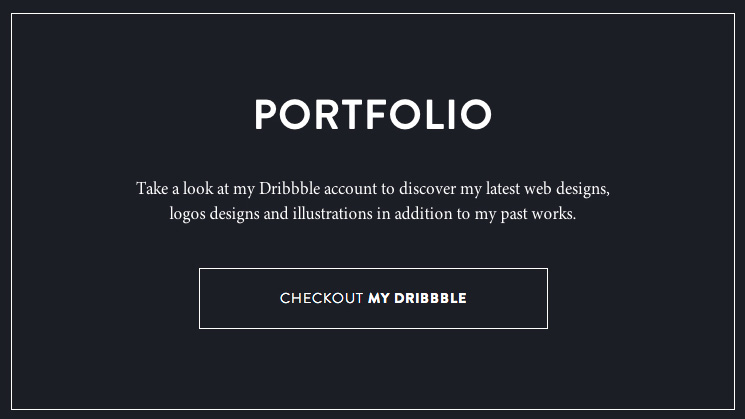 PORTFOLIO
Take a look at my Dribbble account to discover my latest web designs,
logos designs and illustrations in addition to my past works.
CHECKOUT MY DRIBBBLE